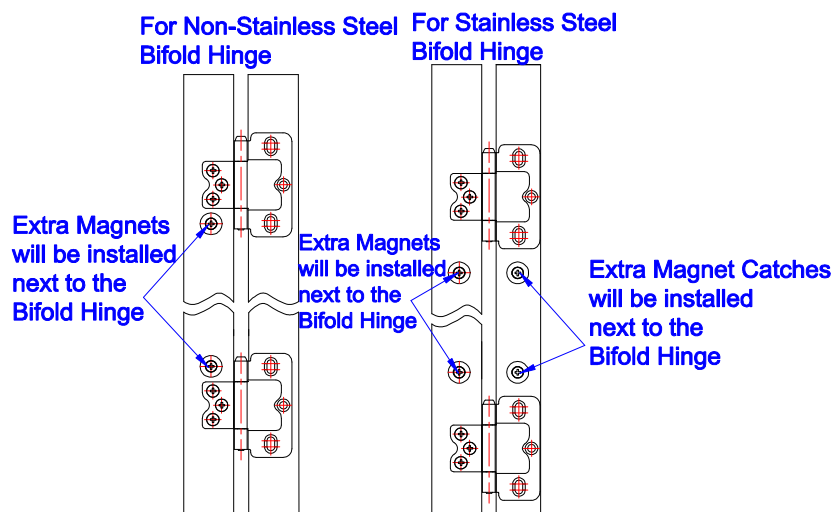 For Non-Stainless Steel
Bifold Hinge
For Stainless Steel
Bifold Hinge
Extra Magnets
will be installed
next to the
Bifold Hinge
Extra Magnets
will be installed
next to the
Bifold Hinge
Extra Magnet Catches
will be installed
next to the
Bifold Hinge